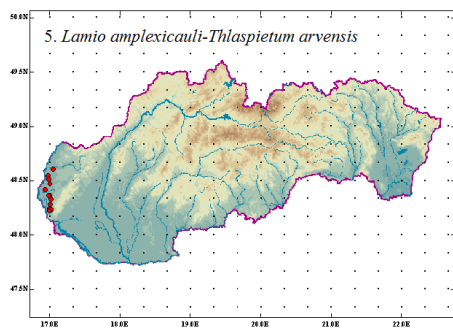 50.0N
5. Lamio amplexicauli-Thlaspietum arvensis
49.5N
49.0N
48.5N
48.0N
47.5N
17.0E 18.0E 19.0E 20.0E 21.0E 22.0E